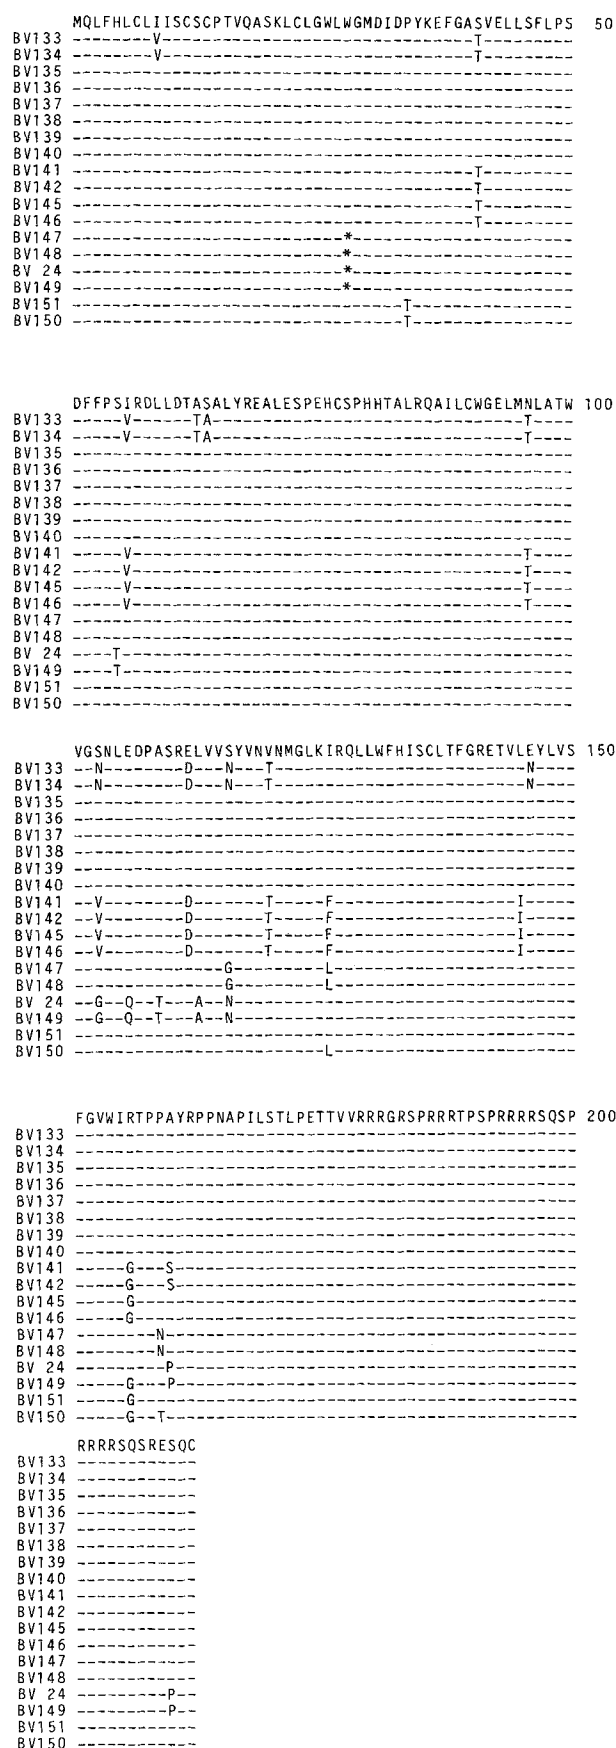 MQLFHLCLIISCSCPTVQASKLCLGWLWGMDIDPYKEFGASVELLSFLPS 50
BV133 --------V-------------------------------T---------
BV134 --------V-------------------------------T---------
BV135 --------------------------------------------------
BV136 --------------------------------------------------
BV137 --------------------------------------------------
BV138 --------------------------------------------------
BV139 --------------------------------------------------
BV140 --------------------------------------------------
BV141 ----------------------------------------T---------
BV142 ----------------------------------------T---------
BV145 ----------------------------------------T---------
BV146 ----------------------------------------T---------
BV147 ---------------------------*----------------------
BV148 ---------------------------*----------------------
BV 24 ---------------------------*----------------------
BV149 ---------------------------*----------------------
BV151 ---------------------------------T----------------
BV150 ---------------------------------T----------------
DFFPSIRDLLDTASALYREALESPEHCSPHHTALRQAILCWGELMNLATW 100
BV133 -----V------TA-------------------------------T----
BV134 -----V------TA-------------------------------T----
BV135 --------------------------------------------------
BV136 --------------------------------------------------
BV137 --------------------------------------------------
BV138 --------------------------------------------------
BV139 --------------------------------------------------
BV140 --------------------------------------------------
BV141 -----V---------------------------------------T----
BV142 -----V---------------------------------------T----
BV145 -----V---------------------------------------T----
BV146 -----V---------------------------------------T----
BV147 --------------------------------------------------
BV148 --------------------------------------------------
BV 24 ----T---------------------------------------------
BV149 ----T---------------------------------------------
BV151 --------------------------------------------------
BV150 --------------------------------------------------
VGSNLEDPASRELVVSYVNVNMGLKIRQLLWFHISCLTFGRETVLEYLVS 150
BV133 --N--------D---N---T-------------------------N----
BV134 --N--------D---N---T-------------------------N----
BV135 --------------------------------------------------
BV136 --------------------------------------------------
BV137 --------------------------------------------------
BV138 --------------------------------------------------
BV139 --------------------------------------------------
BV140 --------------------------------------------------
BV141 --V--------D-------T-----F------------------I-----
BV142 --V--------D-------T-----F------------------I-----
BV145 --V--------D-------T-----F------------------I-----
BV146 --V--------D-------T-----F------------------I-----
BV147 ---------------G---------L------------------------
BV148 ---------------G---------L------------------------
BV 24 --G--Q--T---A--N----------------------------------
BV149 --G--Q--T---A--N----------------------------------
BV151 --------------------------------------------------
BV150 -------------------------L------------------------
FGVWIRTPPAYRPPNAPILSTLPETTVVRRRGRSPRRRTPSPRRRRSQSP 200
BV133 --------------------------------------------------
BV134 --------------------------------------------------
BV135 --------------------------------------------------
BV136 --------------------------------------------------
BV137 --------------------------------------------------
BV138 --------------------------------------------------
BV139 --------------------------------------------------
BV140 --------------------------------------------------
BV141 -----G---S----------------------------------------
BV142 -----G---S----------------------------------------
BV145 -----G--------------------------------------------
BV146 -----G--------------------------------------------
BV147 --------N-----------------------------------------
BV148 --------N-----------------------------------------
BV 24 ---------P----------------------------------------
BV149 -----G---P----------------------------------------
BV151 -----G--------------------------------------------
BV150 -----G--T-----------------------------------------
RRRRSQSRESQC
BV133 ------------
BV134 ------------
BV135 ------------
BV136 ------------
BV137 ------------
BV138 ------------
BV139 ------------
BV140 ------------
BV141 ------------
BV142 ------------
BV145 ------------
BV146 ------------
BV147 ------------
BV148 ------------
BV 24 ---------P--
BV149 ---------P--
BV151 ------------
BV150 ------------